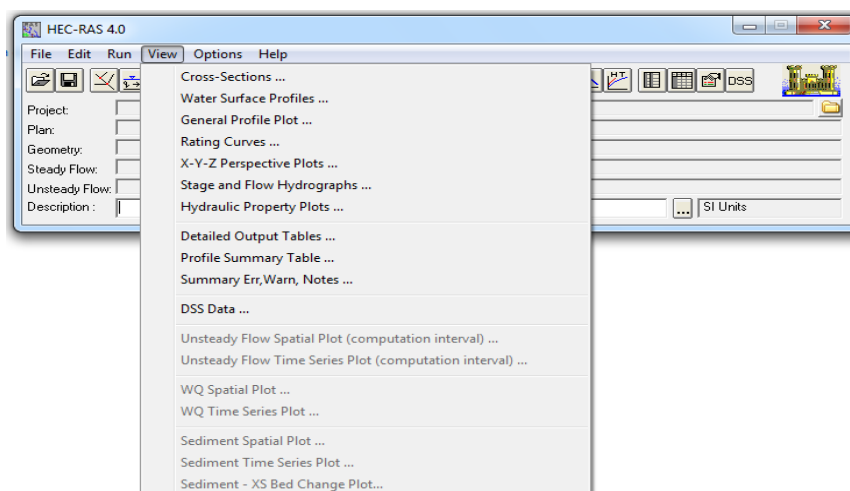 HEC-RAS 4.0
File Edit Run View Options Help
DSS
Project:
Plan:
Geometry:
Steady Flow:
Unsteady Flow:
Description :
... SI Units
Cross-Sections ...
Water Surface Profiles ...
General Profile Plot ...
Rating Curves ...
X-Y-Z Perspective Plots ...
Stage and Flow Hydrographs ...
Hydraulic Property Plots ...
Detailed Output Tables ...
Profile Summary Table ...
Summary Err,Warn, Notes ...
DSS Data ...
Unsteady Flow Spatial Plot (computation interval) ...
Unsteady Flow Time Series Plot (computation interval) ...
WQ Spatial Plot ...
WQ Time Series Plot ...
Sediment Spatial Plot ...
Sediment Time Series Plot ...
Sediment - XS Bed Change Plot...